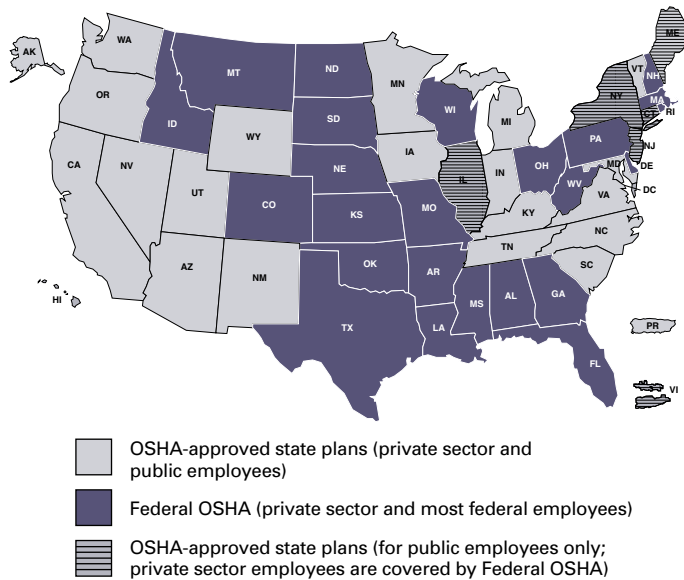 AK
WA
MT
ND
MN
VT
ME
NH
OR
ID
SD
WI
NY
MA
CT
RI
WY
MI
CA
NV
NE
IA
PA
NJ
UT
CO
IL
IN
OH
MD
DE
WV
VA
DC
KS
MO
KY
NC
AZ
NM
OK
AR
TN
SC
HI
TX
LA
MS
AL
GA
PR
FL
VI
OSHA-approved state plans (private sector and
public employees)
Federal OSHA (private sector and most federal employees)
OSHA-approved state plans (for public employees only;
private sector employees are covered by Federal OSHA)